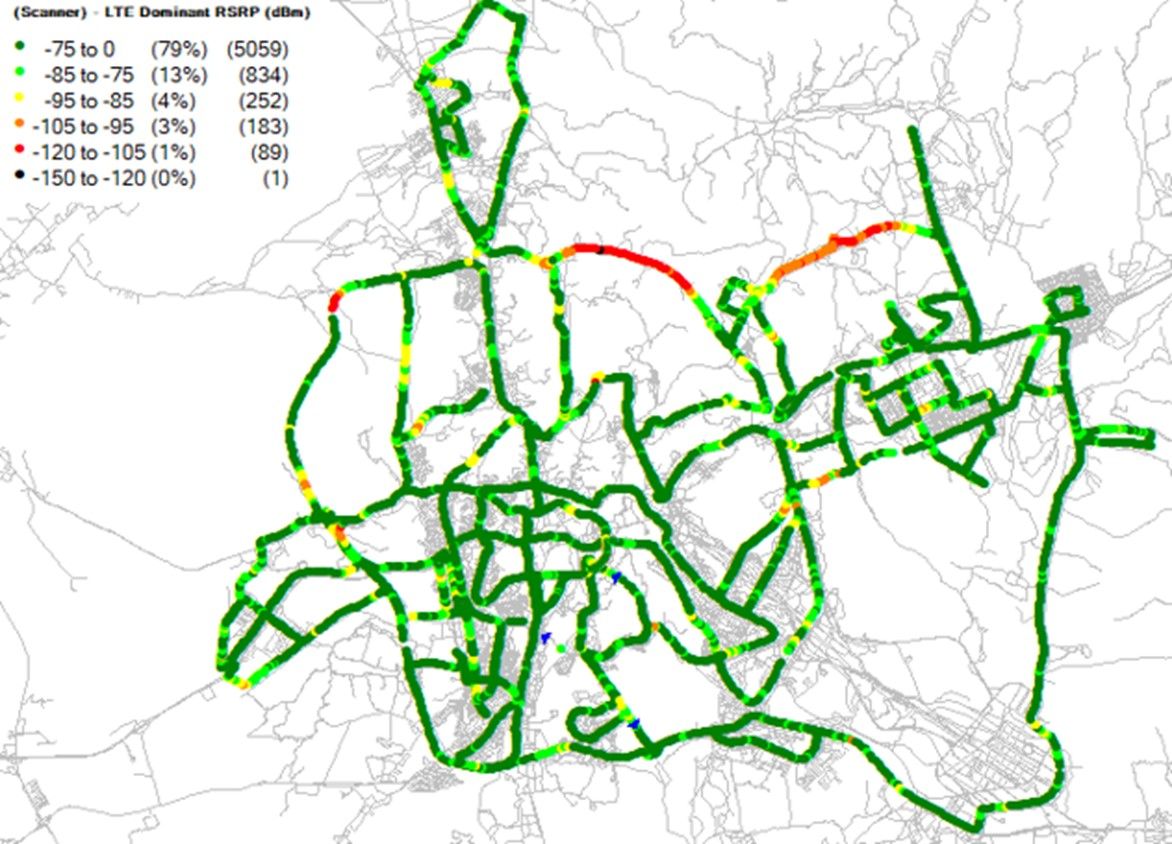 (Scanner) - LTE Dominant RSRP (dBm)
-75 to 0 (79%) (5059)
-85 to -75 (13%) (834)
-95 to -85 (4%) (252)
-105 to -95 (3%) (183)
-120 to -105 (1%) (89)
-150 to -120 (0%) (1)